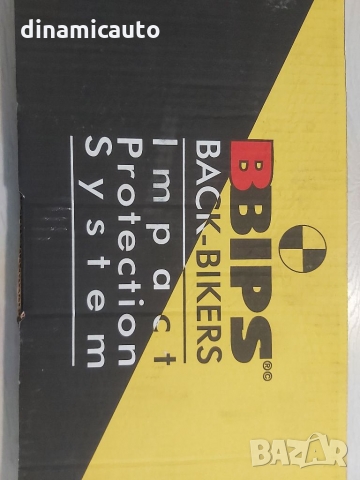 dinamicauto
BBIPS®©
BACK-BIKERS
Impact
Protection
System
BAZAR